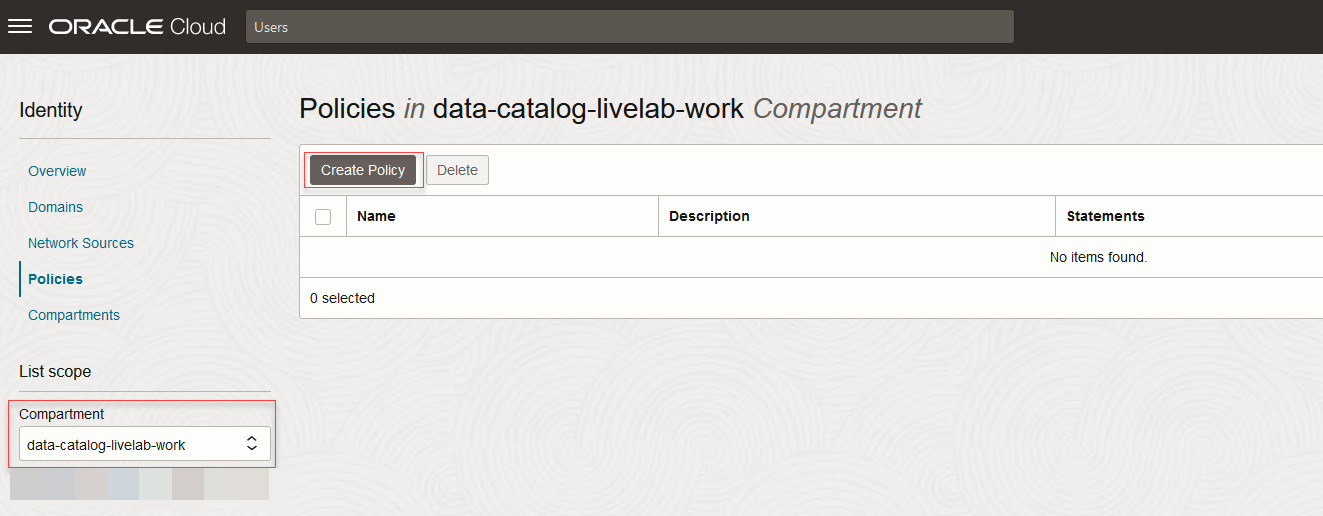 ORACLE Cloud
Users
Identity
Overview
Domains
Network Sources
Policies
Compartments
List scope
Compartment
data-catalog-livelab-work
Policies in data-catalog-livelab-work Compartment
Create Policy Delete
Name Description Statements
No items found.
0 selected